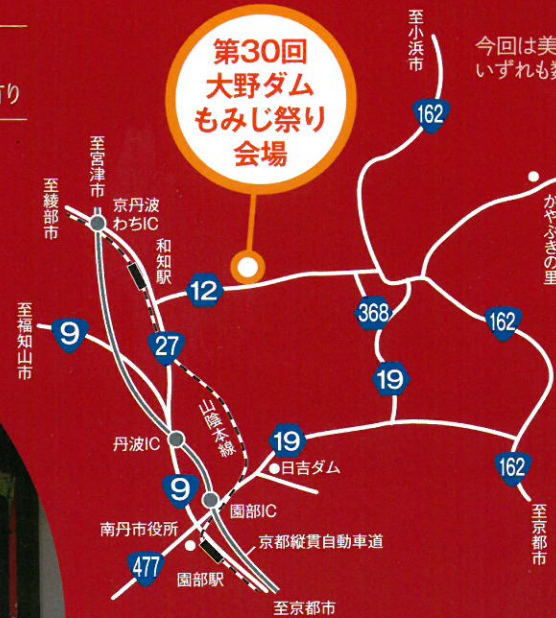 行り
今回は美
いずれも数
第30回
大野ダム
もみじ祭り
会場
至小浜市
162
かやぶきの里
至宮津市
至綾部市
京丹波
わちIC
和知駅
12
368
162
至福知山市
9
27
19
山陰本線
丹波IC
19
日吉ダム
162
9
園部IC
至京都市
南丹市役所
京都縦貫自動車道
477
園部駅
至京都市